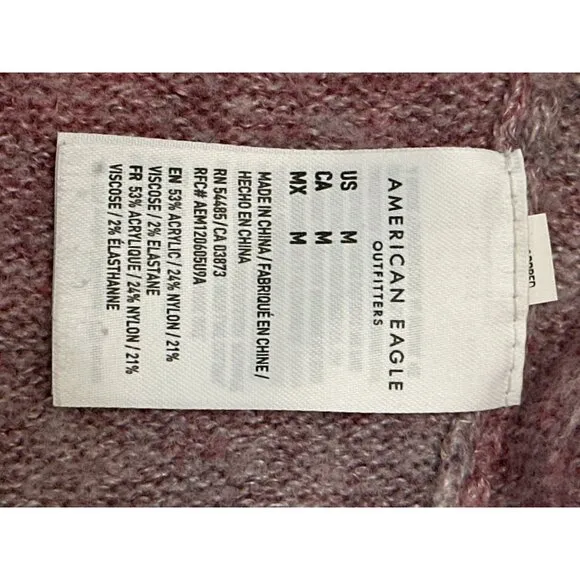 AMERICAN EAGLE
OUTFITTERS
US M
CA M
MX M
MADE IN CHINA / FABRIQUÉ EN CHINE /
HECHO EN CHINA
RN 54485 / CA 03873
RFC# AEM120605U9A
EN 53% ACRYLIC / 24% NYLON / 21%
VISCOSE / 2% ELASTANE
FR 53% ACRYLIQUE / 24% NYLON / 21%
VISCOSE / 2% ÉLASTHANNE